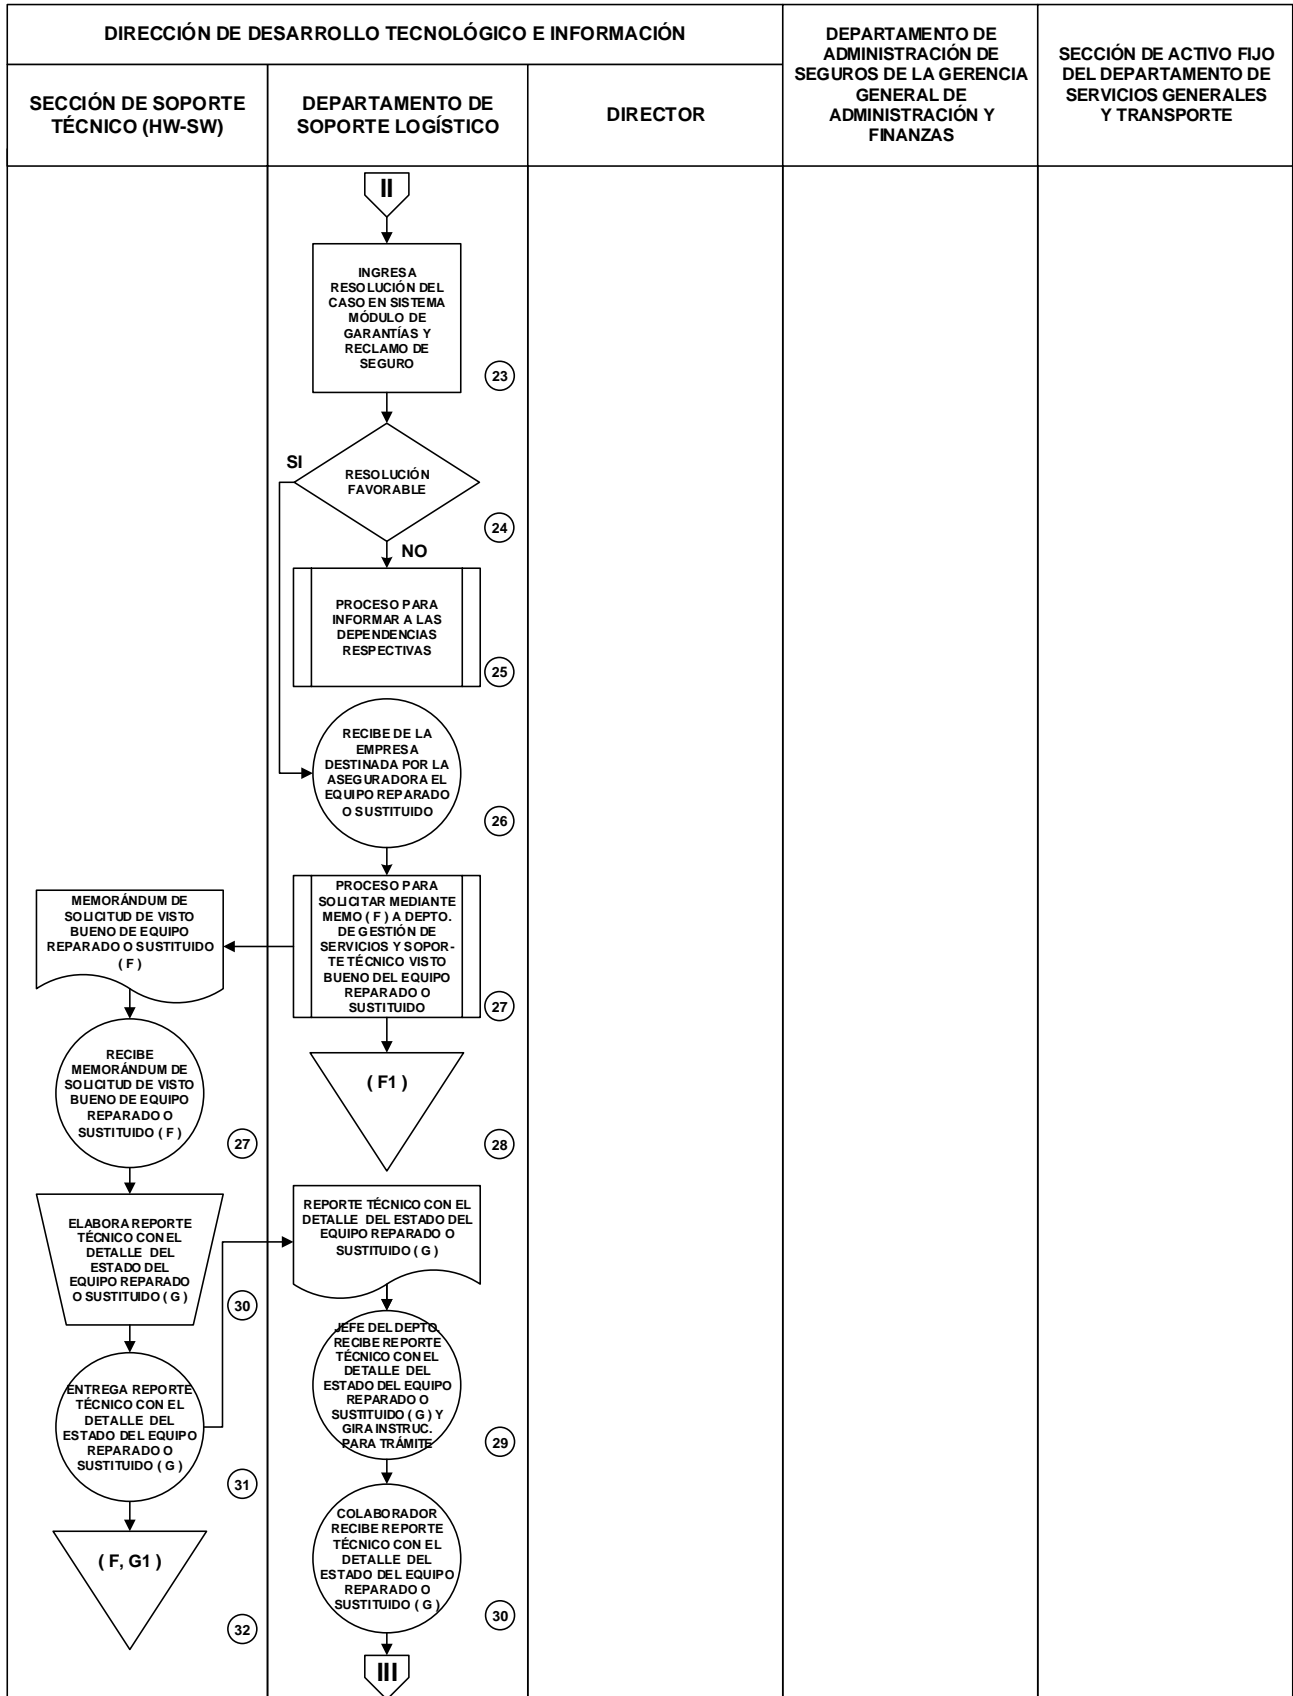 DIRECCIÓN DE DESARROLLO TECNOLÓGICO E INFORMACIÓN
DEPARTAMENTO DE
ADMINISTRACIÓN DE
SEGUROS DE LA GERENCIA
GENERAL DE
ADMINISTRACIÓN Y
FINANZAS
SECCIÓN DE ACTIVO FIJO
DEL DEPARTAMENTO DE
SERVICIOS GENERALES
Y TRANSPORTE
SECCIÓN DE SOPORTE
TÉCNICO (HW-SW)
DEPARTAMENTO DE
SOPORTE LOGÍSTICO
DIRECTOR
II
INGRESA
RESOLUCIÓN DEL
CASO EN SISTEMA
MÓDULO DE
GARANTÍAS Y
RECLAMO DE
SEGURO
23
SI
RESOLUCIÓN
FAVORABLE
24
NO
PROCESO PARA
INFORMAR A LAS
DEPENDENCIAS
RESPECTIVAS
25
RECIBE DE LA
EMPRESA
DESTINADA POR LA
ASEGURADORA EL
EQUIPO REPARADO
O SUSTITUIDO
26
PROCESO PARA
SOLICITAR MEDIANTE
MEMO ( F ) A DEPTO.
DE GESTIÓN DE
SERVICIOS Y SOPOR-
TE TÉCNICO VISTO
BUENO DEL EQUIPO
REPARADO O
SUSTITUIDO
27
MEMORÁNDUM DE
SOLICITUD DE VISTO
BUENO DE EQUIPO
REPARADO O SUSTITUIDO
( F )
RECIBE
MEMORÁNDUM DE
SOLICITUD DE VISTO
BUENO DE EQUIPO
REPARADO O
SUSTITUIDO ( F )
27
( F1 )
28
ELABORA REPORTE
TÉCNICO CON EL
DETALLE DEL
ESTADO DEL
EQUIPO REPARADO
O SUSTITUIDO ( G )
30
REPORTE TÉCNICO CON EL
DETALLE DEL ESTADO DEL
EQUIPO REPARADO O
SUSTITUIDO ( G )
ENTREGA REPORTE
TÉCNICO CON EL
DETALLE DEL
ESTADO DEL EQUIPO
REPARADO O
SUSTITUIDO ( G )
31
JEFE DEL DEPTO.
RECIBE REPORTE
TÉCNICO CON EL
DETALLE DEL
ESTADO DEL EQUIPO
REPARADO O
SUSTITUIDO ( G ) Y
GIRA INSTRUC.
PARA TRÁMITE
29
( F, G1 )
32
COLABORADOR
RECIBE REPORTE
TÉCNICO CON EL
DETALLE DEL
ESTADO DEL EQUIPO
REPARADO O
SUSTITUIDO ( G )
30
III